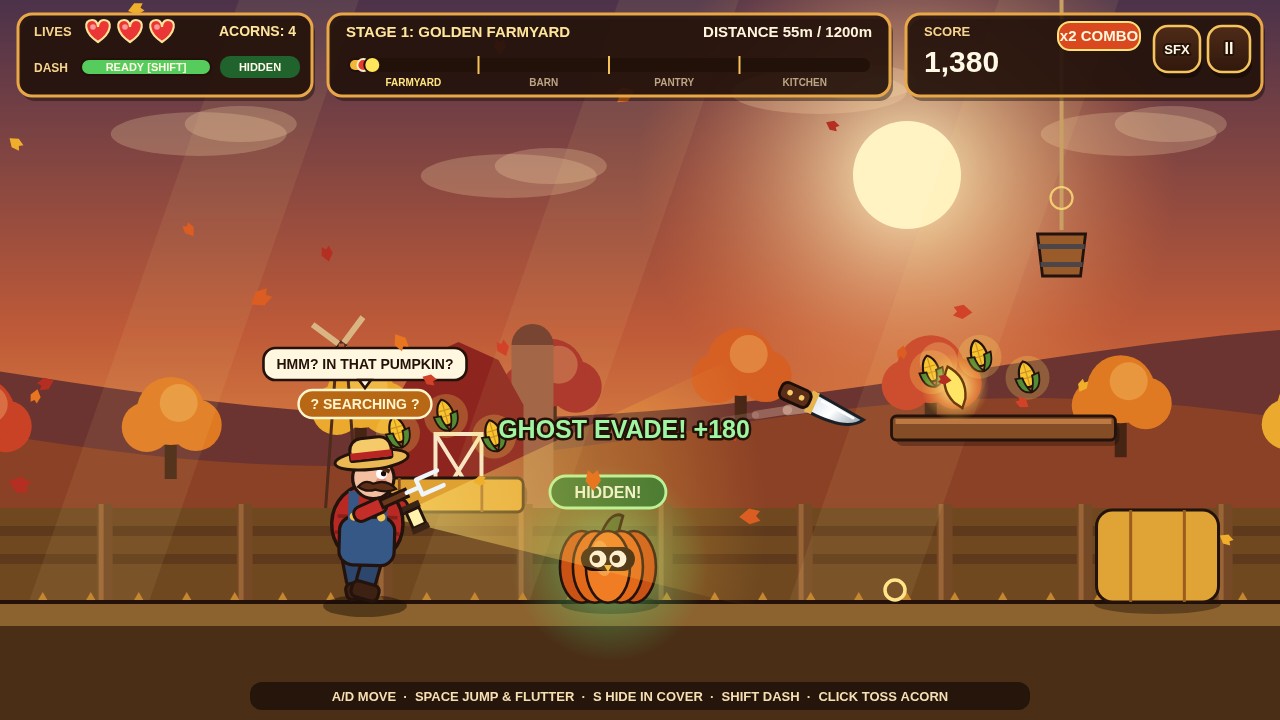 LIVES
ACORNS: 4
DASH
READY [SHIFT]
HIDDEN
STAGE 1: GOLDEN FARMYARD
DISTANCE 55m / 1200m
FARMYARD
BARN
PANTRY
KITCHEN
SCORE
x2 COMBO
1,380
SFX
II
HMM? IN THAT PUMPKIN?
? SEARCHING ?
GHOST EVADE! +180
HIDDEN!
A/D MOVE · SPACE JUMP & FLUTTER · S HIDE IN COVER · SHIFT DASH · CLICK TOSS ACORN